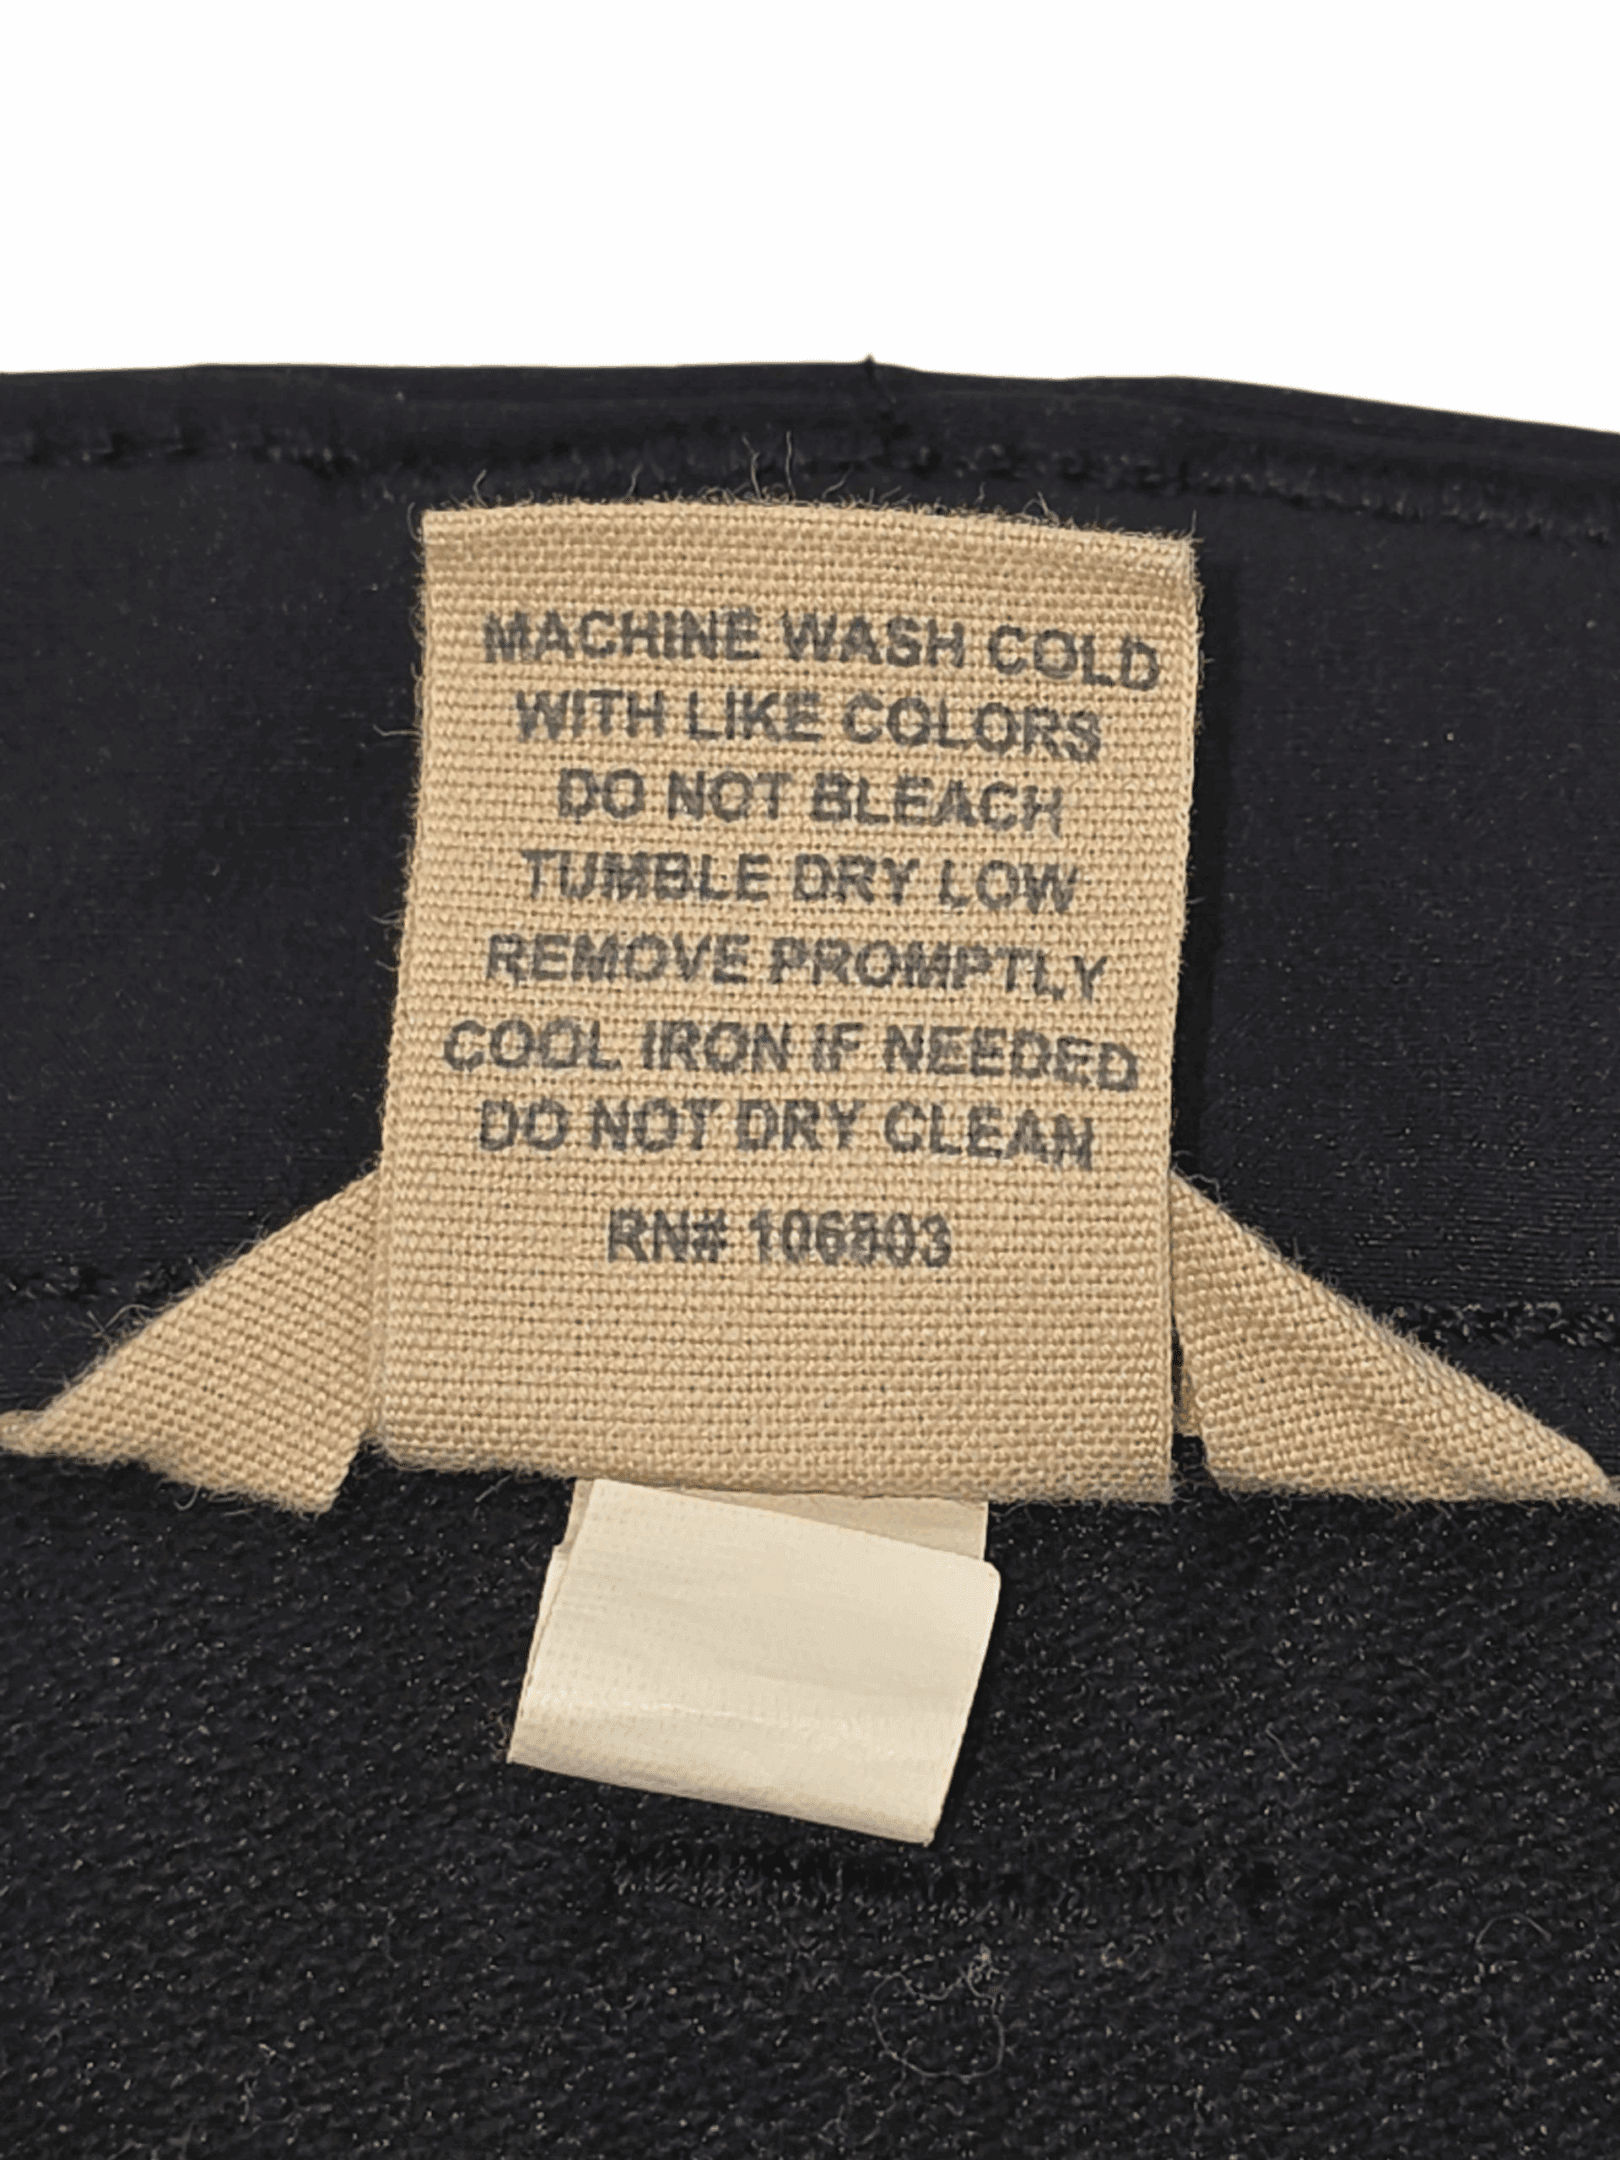 MACHINE WASH COLD
WITH LIKE COLORS
DO NOT BLEACH
TUMBLE DRY LOW
REMOVE PROMPTLY
COOL IRON IF NEEDED
DO NOT DRY CLEAN
RN# 106803